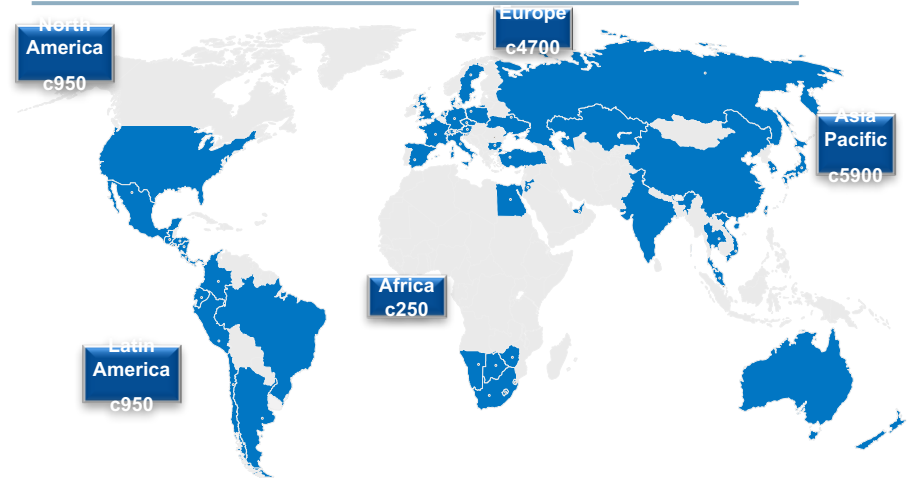 North
America
c950
Europe
c4700
Asia
Pacific
c5900
Africa
c250
Latin
America
c950